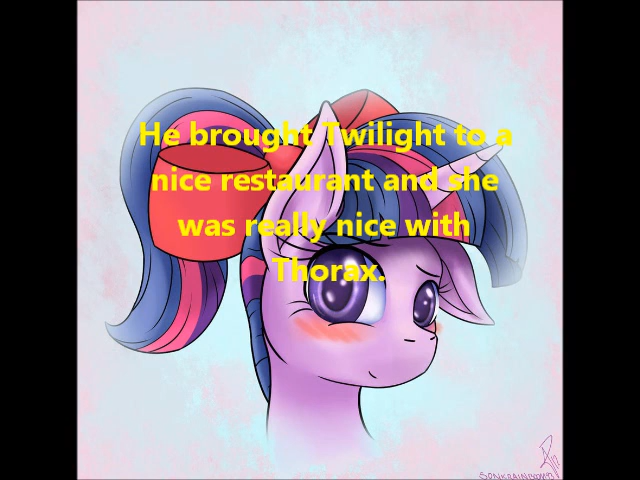 He brought Twilight to a
nice restaurant and she
was really nice with
Thorax.